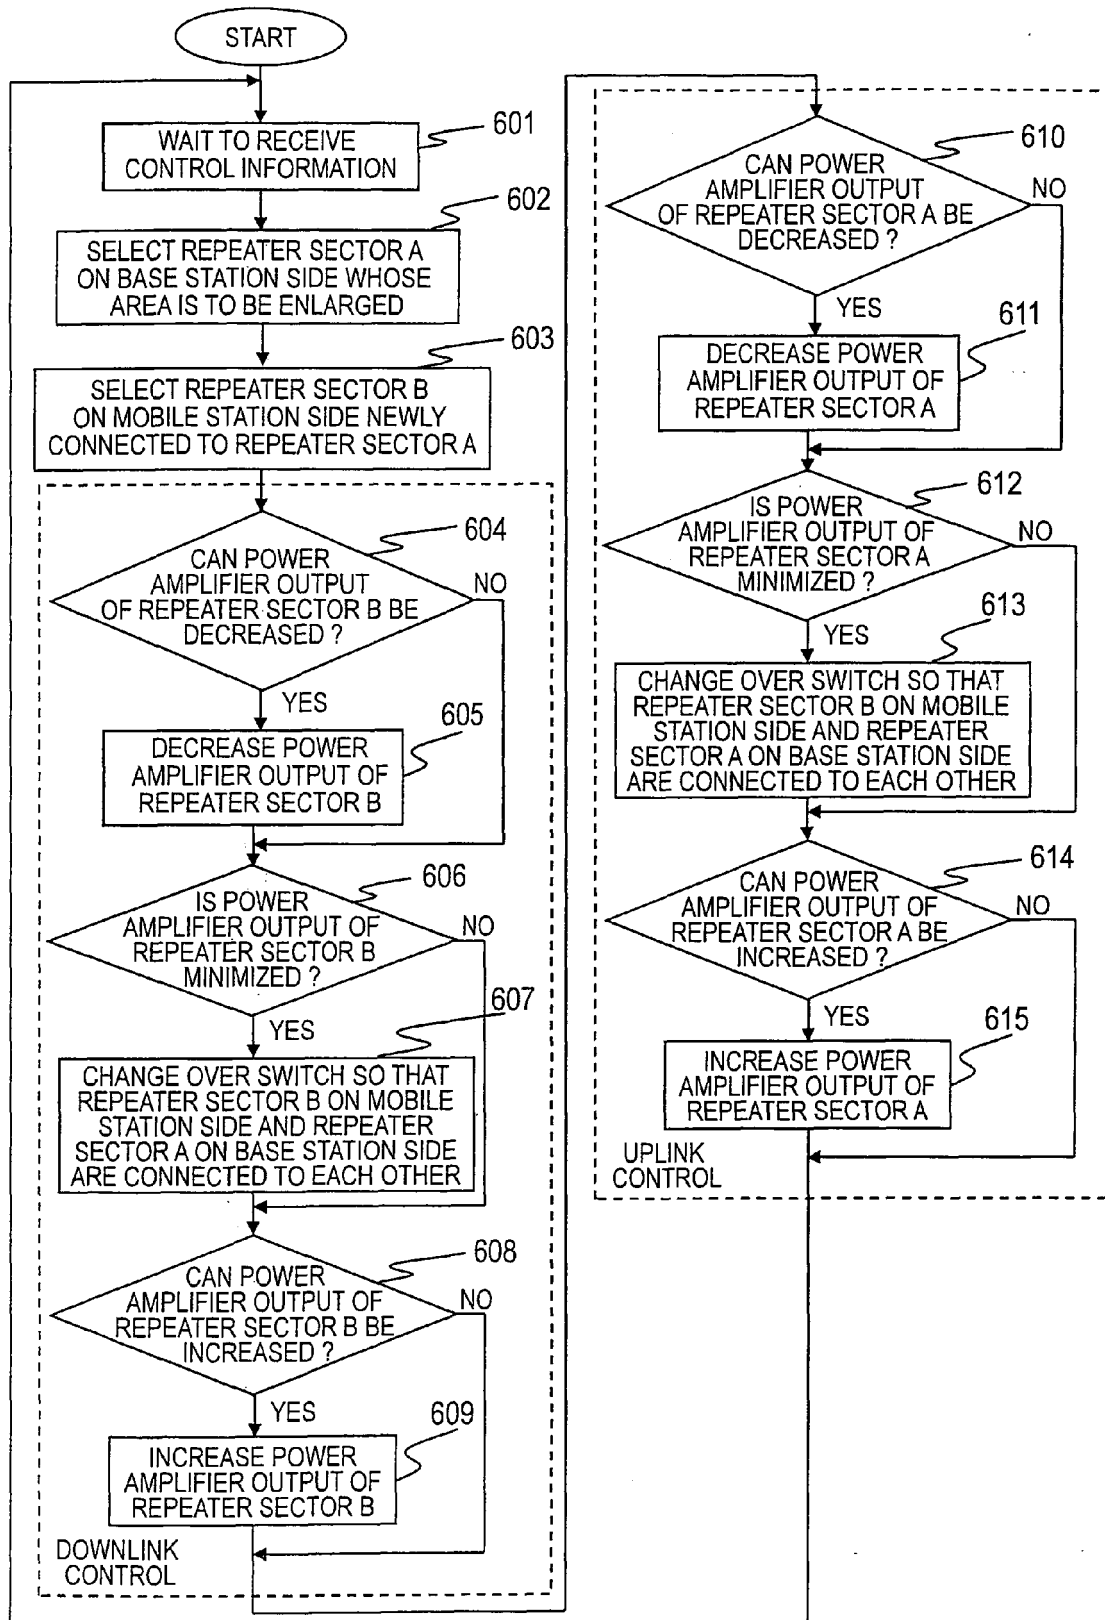 START
601
WAIT TO RECEIVE
CONTROL INFORMATION
602
SELECT REPEATER SECTOR A
ON BASE STATION SIDE WHOSE
AREA IS TO BE ENLARGED
603
SELECT REPEATER SECTOR B
ON MOBILE STATION SIDE NEWLY
CONNECTED TO REPEATER SECTOR A
604
CAN POWER
AMPLIFIER OUTPUT
OF REPEATER SECTOR B BE
DECREASED ?
NO
YES
605
DECREASE POWER
AMPLIFIER OUTPUT OF
REPEATER SECTOR B
606
IS POWER
AMPLIFIER OUTPUT OF
REPEATER SECTOR B
MINIMIZED ?
NO
YES
607
CHANGE OVER SWITCH SO THAT
REPEATER SECTOR B ON MOBILE
STATION SIDE AND REPEATER
SECTOR A ON BASE STATION SIDE
ARE CONNECTED TO EACH OTHER
608
CAN POWER
AMPLIFIER OUTPUT OF
REPEATER SECTOR B BE
INCREASED ?
NO
YES
609
INCREASE POWER
AMPLIFIER OUTPUT OF
REPEATER SECTOR B
DOWNLINK
CONTROL
610
CAN POWER
AMPLIFIER OUTPUT
OF REPEATER SECTOR A BE
DECREASED ?
NO
YES
611
DECREASE POWER
AMPLIFIER OUTPUT OF
REPEATER SECTOR A
612
IS POWER
AMPLIFIER OUTPUT OF
REPEATER SECTOR A
MINIMIZED ?
NO
YES
613
CHANGE OVER SWITCH SO THAT
REPEATER SECTOR B ON MOBILE
STATION SIDE AND REPEATER
SECTOR A ON BASE STATION SIDE
ARE CONNECTED TO EACH OTHER
614
CAN POWER
AMPLIFIER OUTPUT OF
REPEATER SECTOR A BE
INCREASED ?
NO
YES
615
INCREASE POWER
AMPLIFIER OUTPUT OF
REPEATER SECTOR A
UPLINK
CONTROL